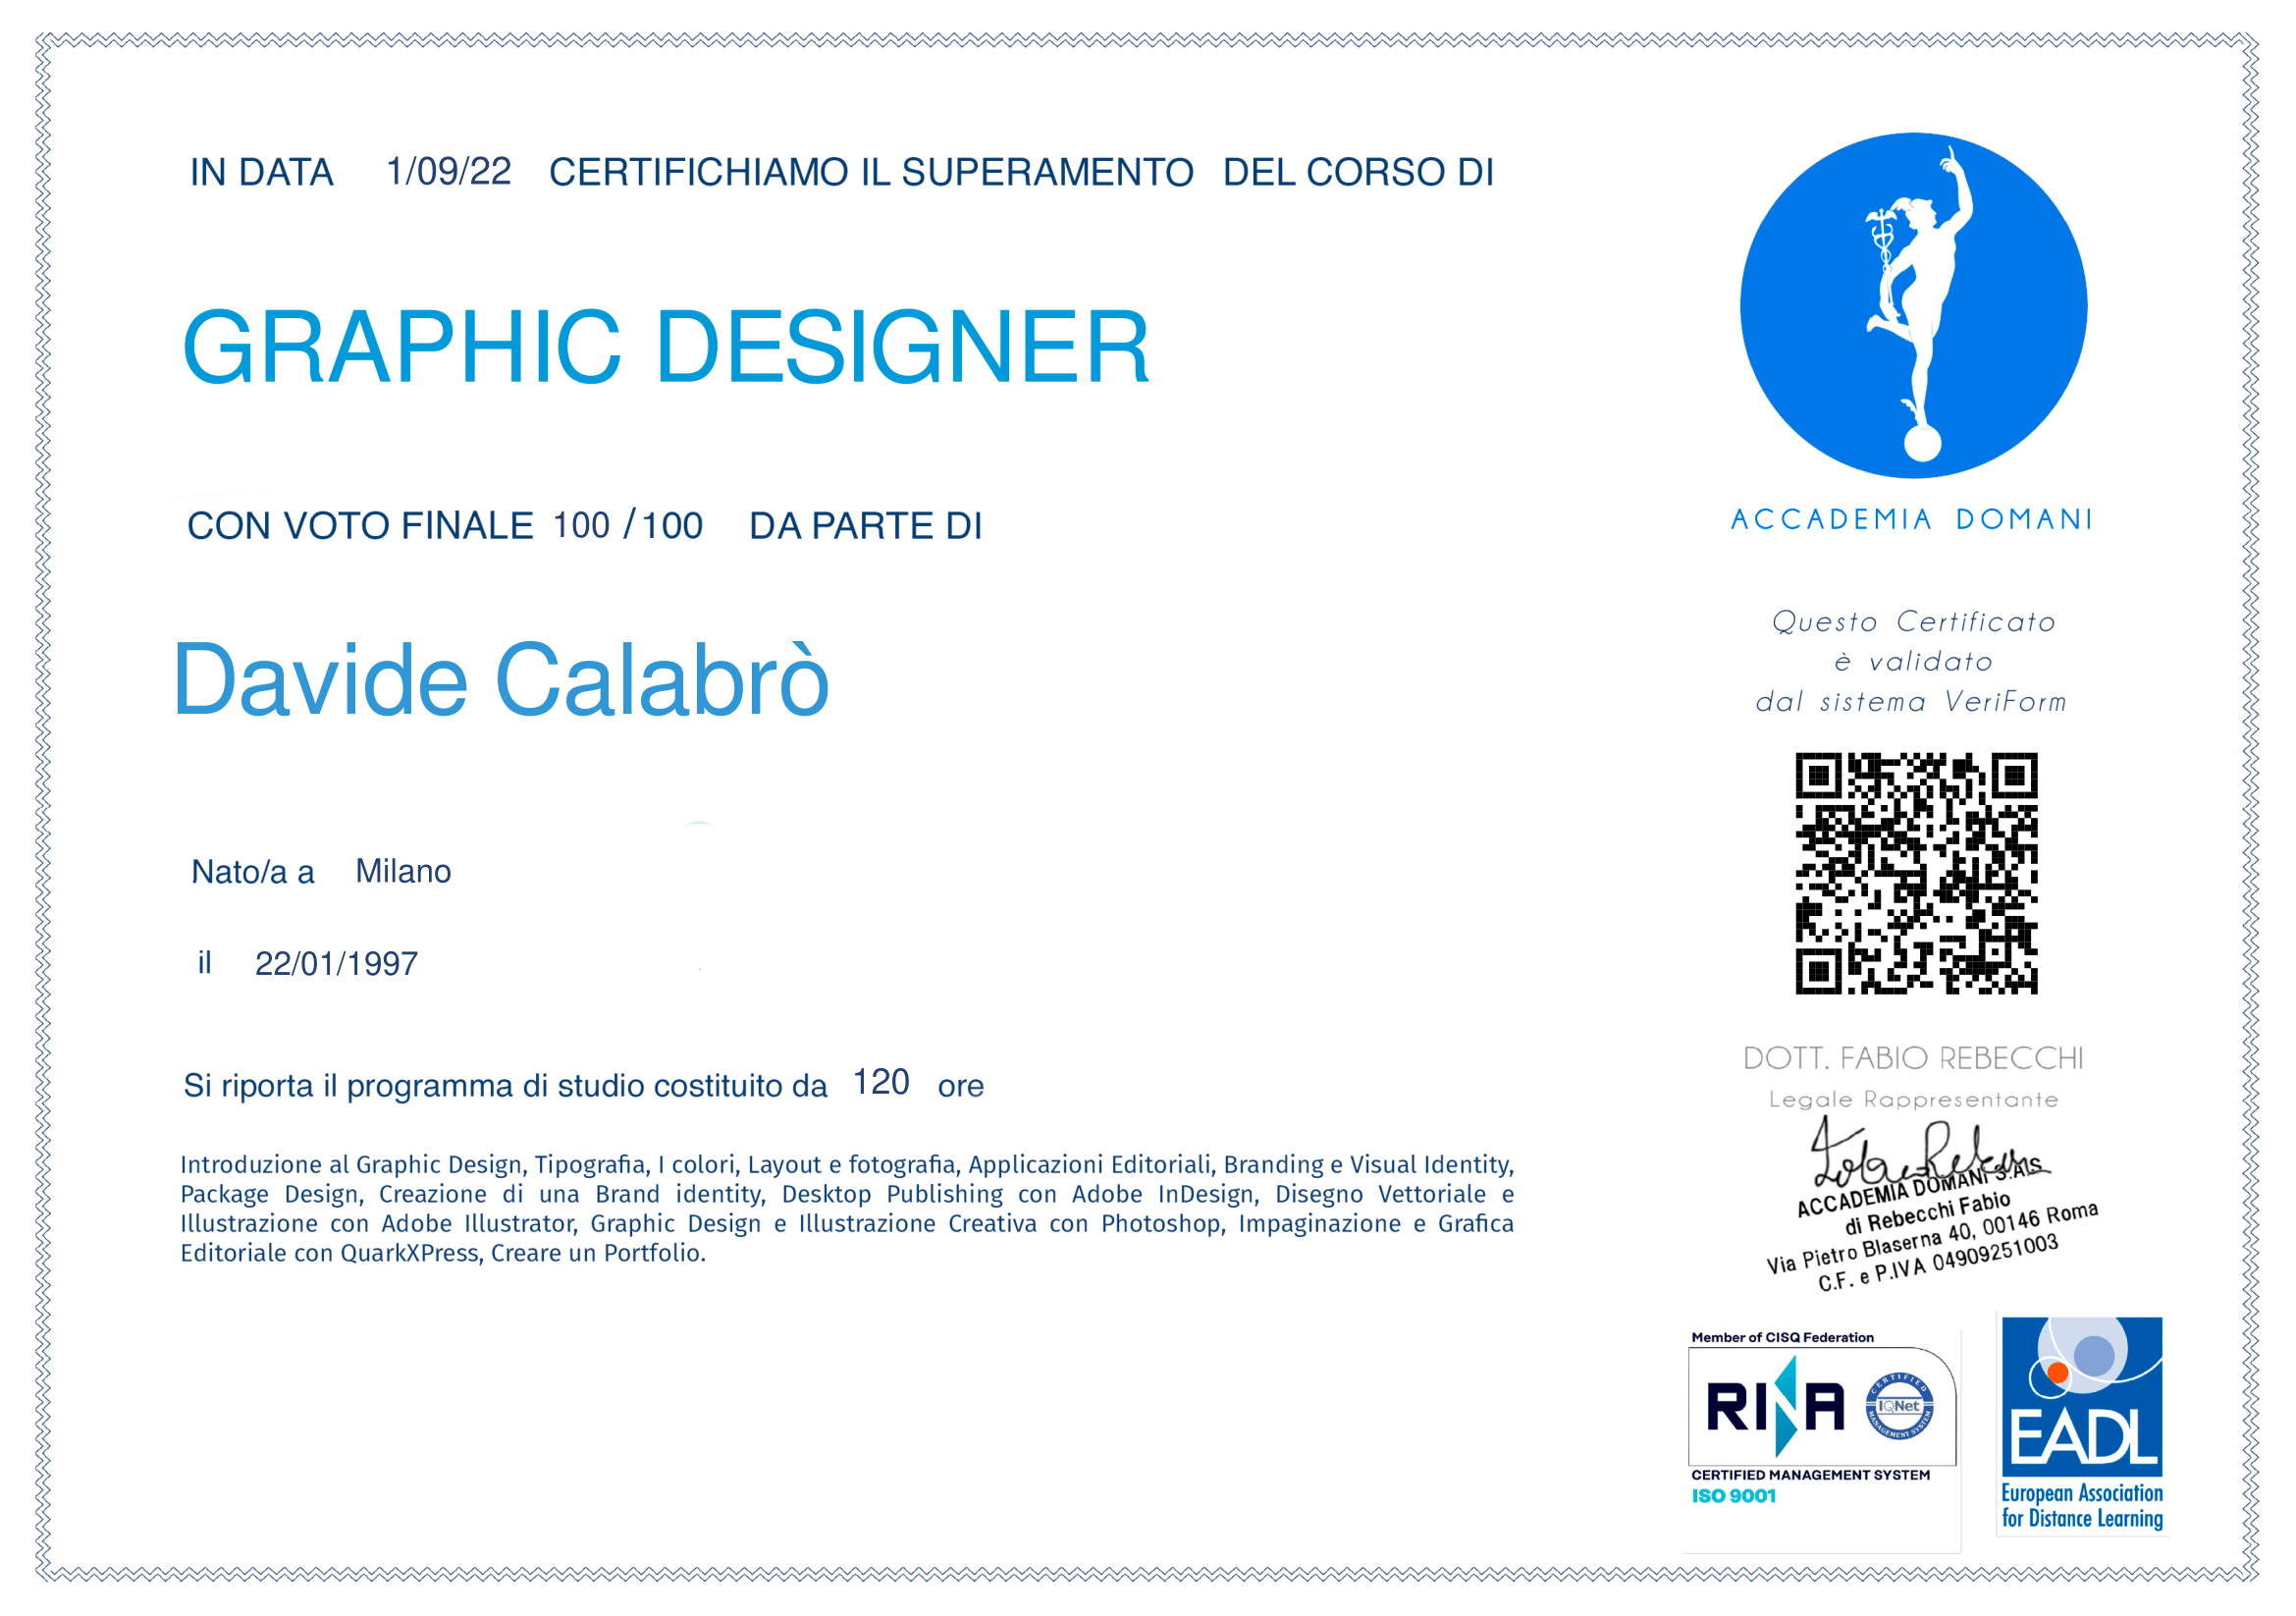 IN DATA 1/09/22 CERTIFICHIAMO IL SUPERAMENTO DEL CORSO DI
GRAPHIC DESIGNER
CON VOTO FINALE 100 /100 DA PARTE DI
Davide Calabrò
Nato/a a Milano
il 22/01/1997
Si riporta il programma di studio costituito da 120 ore
Introduzione al Graphic Design, Tipografia, I colori, Layout e fotografia, Applicazioni Editoriali, Branding e Visual Identity,
Package Design, Creazione di una Brand identity, Desktop Publishing con Adobe InDesign, Disegno Vettoriale e
Illustrazione con Adobe Illustrator, Graphic Design e Illustrazione Creativa con Photoshop, Impaginazione e Grafica
Editoriale con QuarkXPress, Creare un Portfolio.
ACCADEMIA DOMANI
Questo Certificato
è validato
dal sistema VeriForm
DOTT. FABIO REBECCHI
Legale Rappresentante
ACCADEMIA DOMANI S.A.S
di Rebecchi Fabio
Via Pietro Blaserna 40, 00146 Roma
C.F. e P.IVA 04909251003
Member of CISQ Federation
RINA
CERTIFIED
IQNet
MANAGEMENT SYSTEM
CERTIFIED MANAGEMENT SYSTEM
ISO 9001
EADL
European Association
for Distance Learning